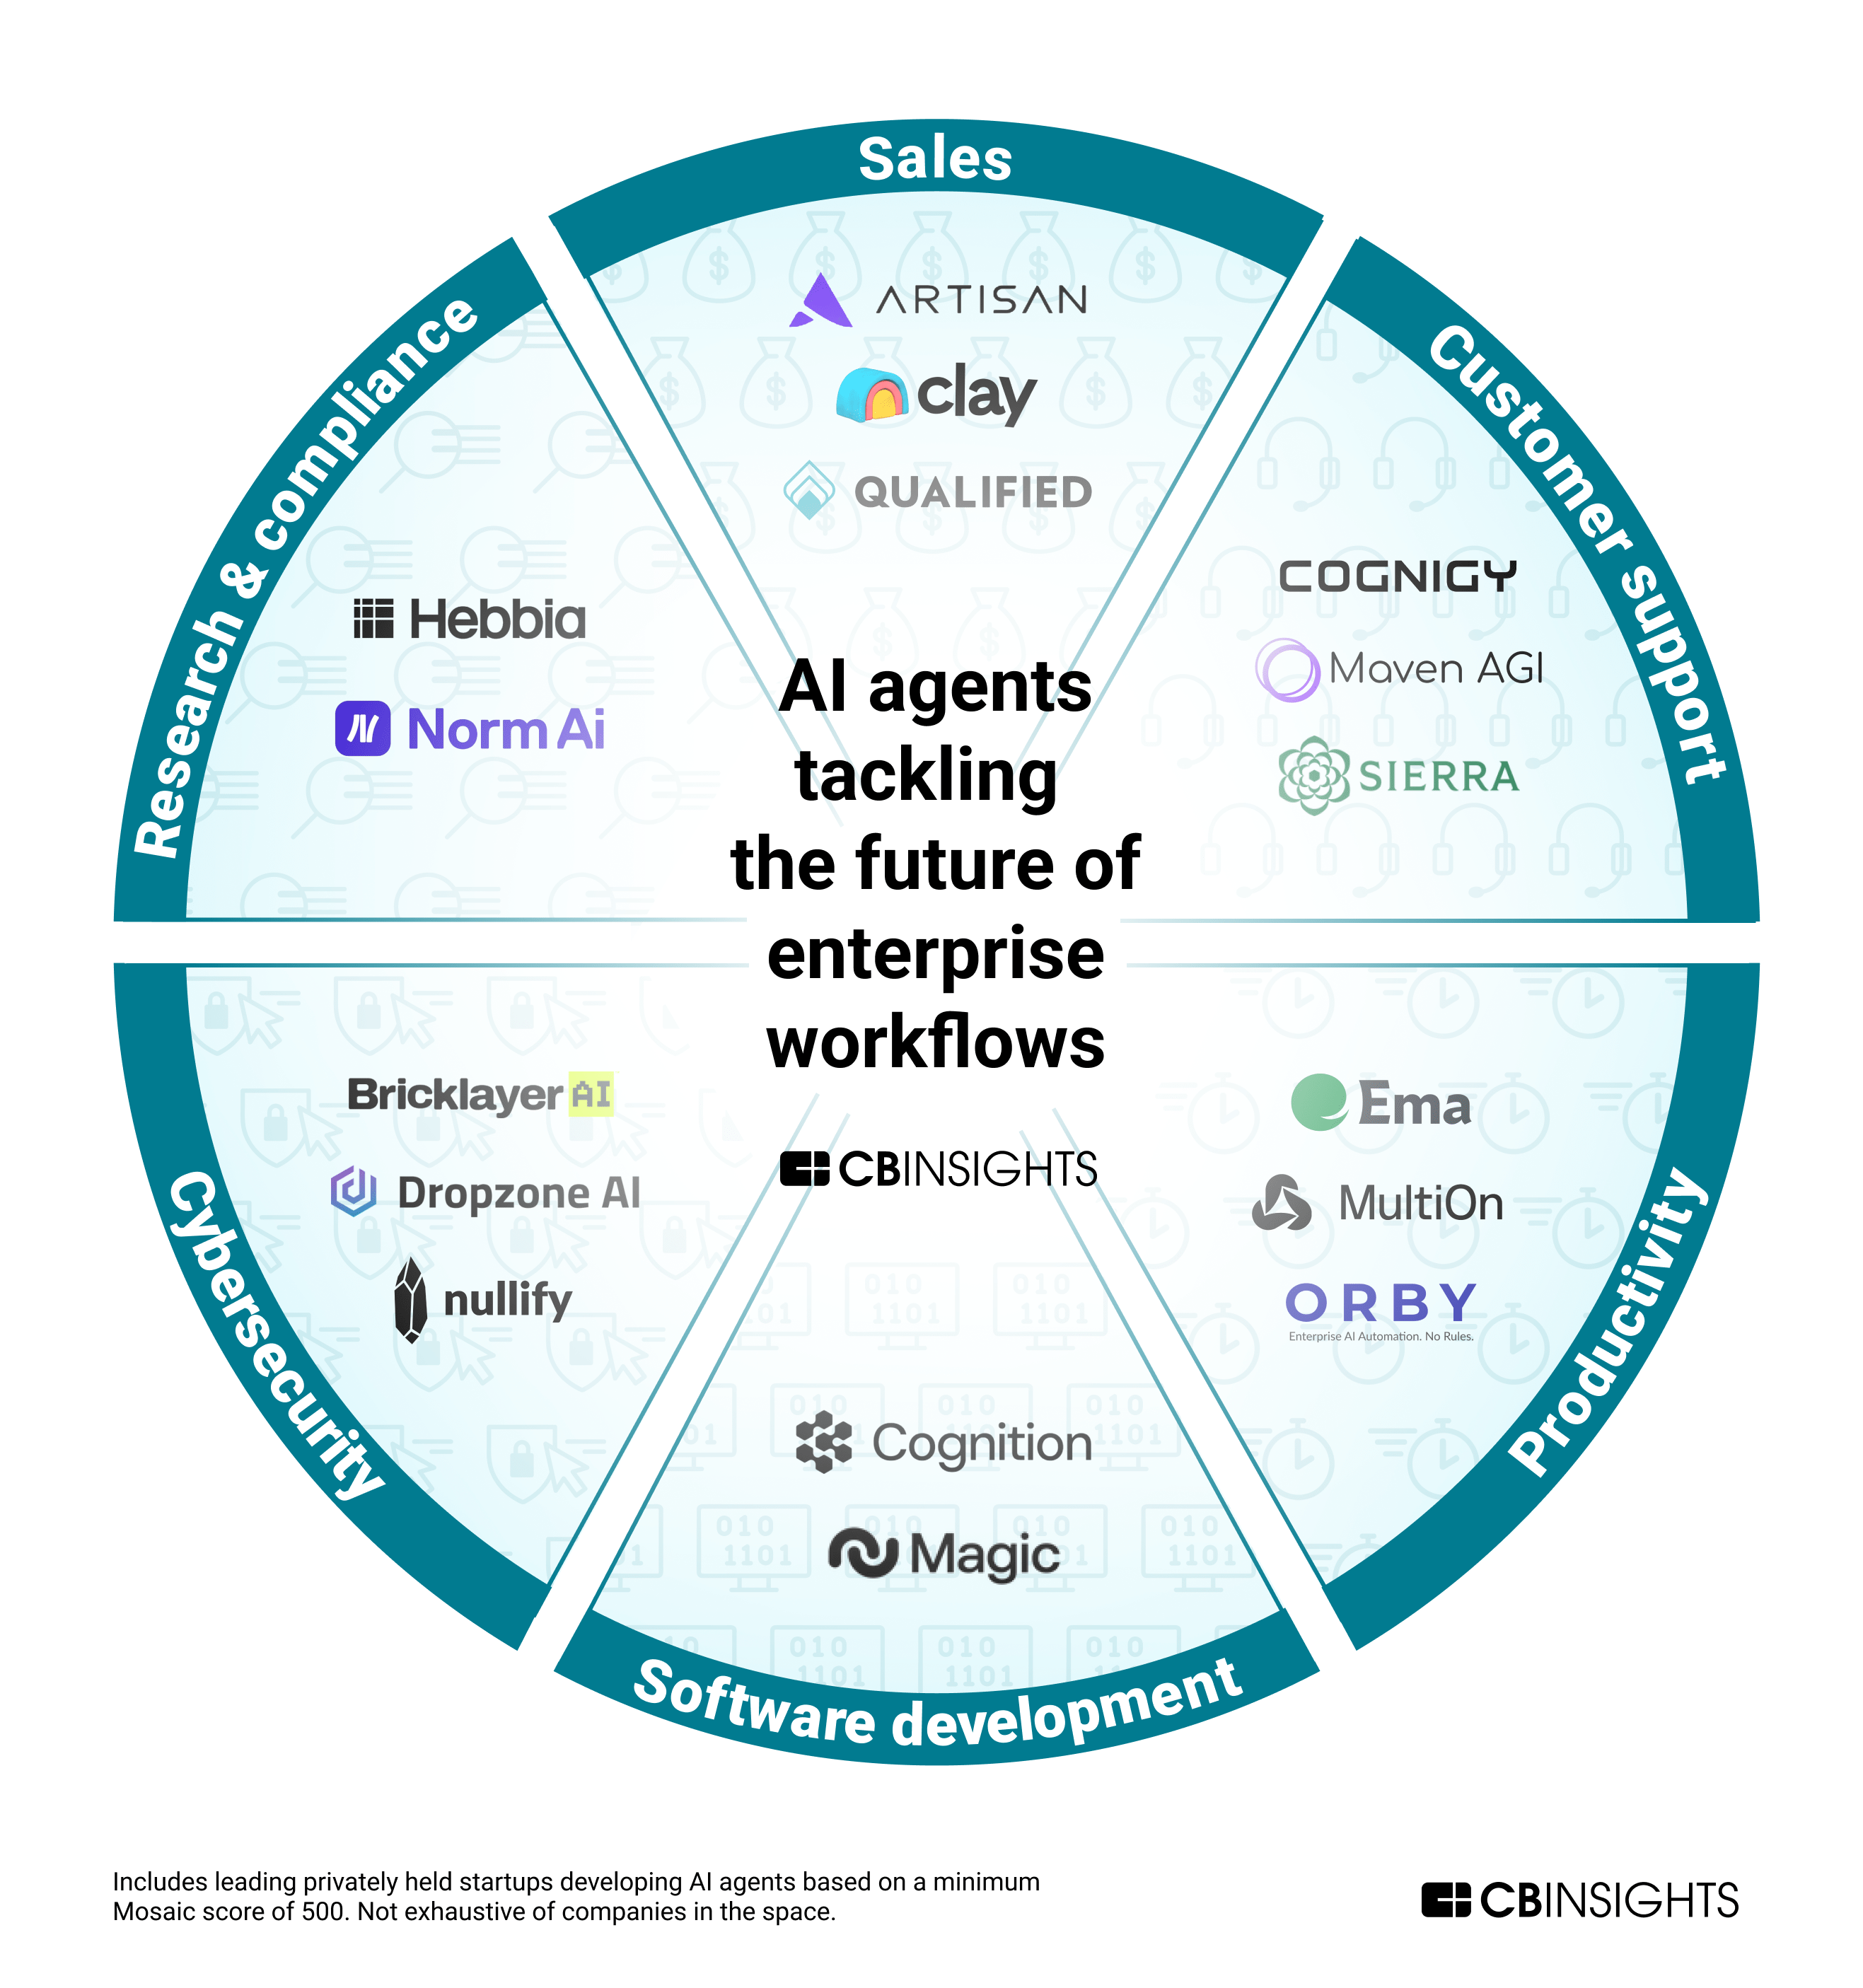 Sales
ARTISAN
clay
QUALIFIED
Customer support
COGNIGY
Maven AGI
SIERRA
Research & compliance
Hebbia
Norm Ai
AI agents
tackling
the future of
enterprise
workflows
CBINSIGHTS
Cybersecurity
Bricklayer AI
Dropzone AI
nullify
Productivity
Ema
MultiOn
ORBY
Enterprise AI Automation. No Rules.
Software development
Cognition
Magic
010
1101
Includes leading privately held startups developing AI agents based on a minimum
Mosaic score of 500. Not exhaustive of companies in the space.
CBINSIGHTS